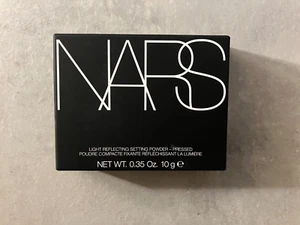 NARS
LIGHT REFLECTING SETTING POWDER – PRESSED
POUDRE COMPACTE FIXANTE RÉFLÉCHISSANT LA LUMIÈRE
NET WT. 0.35 Oz. 10 g ℮